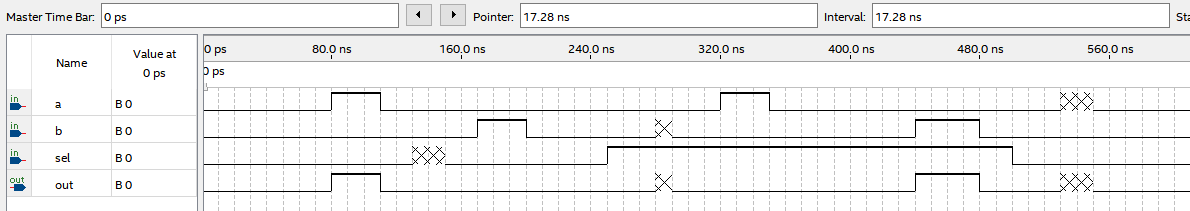 Master Time Bar: 0 ps Pointer: 17.28 ns Interval: 17.28 ns Sta
Name Value at 0 ps
0 ps 80.0 ns 160.0 ns 240.0 ns 320.0 ns 400.0 ns 480.0 ns 560.0 ns
0 ps
in a B 0
in b B 0
in sel B 0
out out B 0